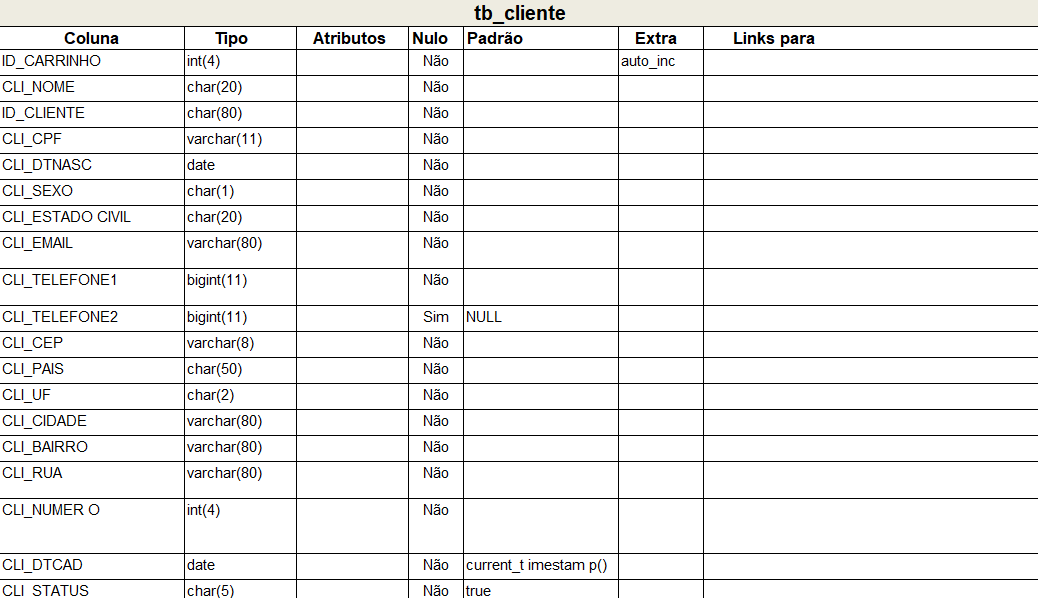 tb_cliente
Coluna Tipo Atributos Nulo Padrão Extra Links para
ID_CARRINHO int(4) Não auto_inc
CLI_NOME char(20) Não
ID_CLIENTE char(80) Não
CLI_CPF varchar(11) Não
CLI_DTNASC date Não
CLI_SEXO char(1) Não
CLI_ESTADO CIVIL char(20) Não
CLI_EMAIL varchar(80) Não
CLI_TELEFONE1 bigint(11) Não
CLI_TELEFONE2 bigint(11) Sim NULL
CLI_CEP varchar(8) Não
CLI_PAIS char(50) Não
CLI_UF char(2) Não
CLI_CIDADE varchar(80) Não
CLI_BAIRRO varchar(80) Não
CLI_RUA varchar(80) Não
CLI_NUMER O int(4) Não
CLI_DTCAD date Não current_t imestam p()
CLI_STATUS char(5) Não true